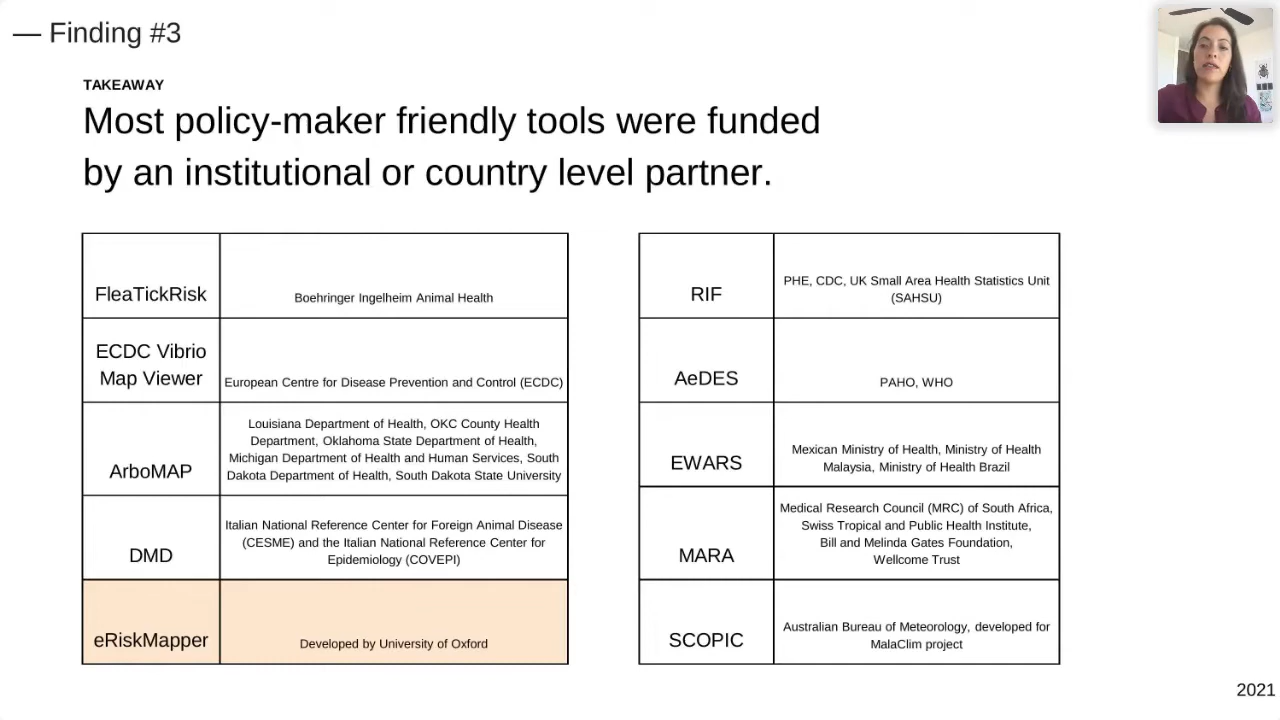 — Finding #3
TAKEAWAY
Most policy-maker friendly tools were funded
by an institutional or country level partner.
FleaTickRisk
Boehringer Ingelheim Animal Health
ECDC Vibrio
Map Viewer
European Centre for Disease Prevention and Control (ECDC)
ArboMAP
Louisiana Department of Health, OKC County Health
Department, Oklahoma State Department of Health,
Michigan Department of Health and Human Services, South
Dakota Department of Health, South Dakota State University
DMD
Italian National Reference Center for Foreign Animal Disease
(CESME) and the Italian National Reference Center for
Epidemiology (COVEPI)
eRiskMapper
Developed by University of Oxford
RIF
PHE, CDC, UK Small Area Health Statistics Unit
(SAHSU)
AeDES
PAHO, WHO
EWARS
Mexican Ministry of Health, Ministry of Health
Malaysia, Ministry of Health Brazil
MARA
Medical Research Council (MRC) of South Africa,
Swiss Tropical and Public Health Institute,
Bill and Melinda Gates Foundation,
Wellcome Trust
SCOPIC
Australian Bureau of Meteorology, developed for
MalaClim project
2021